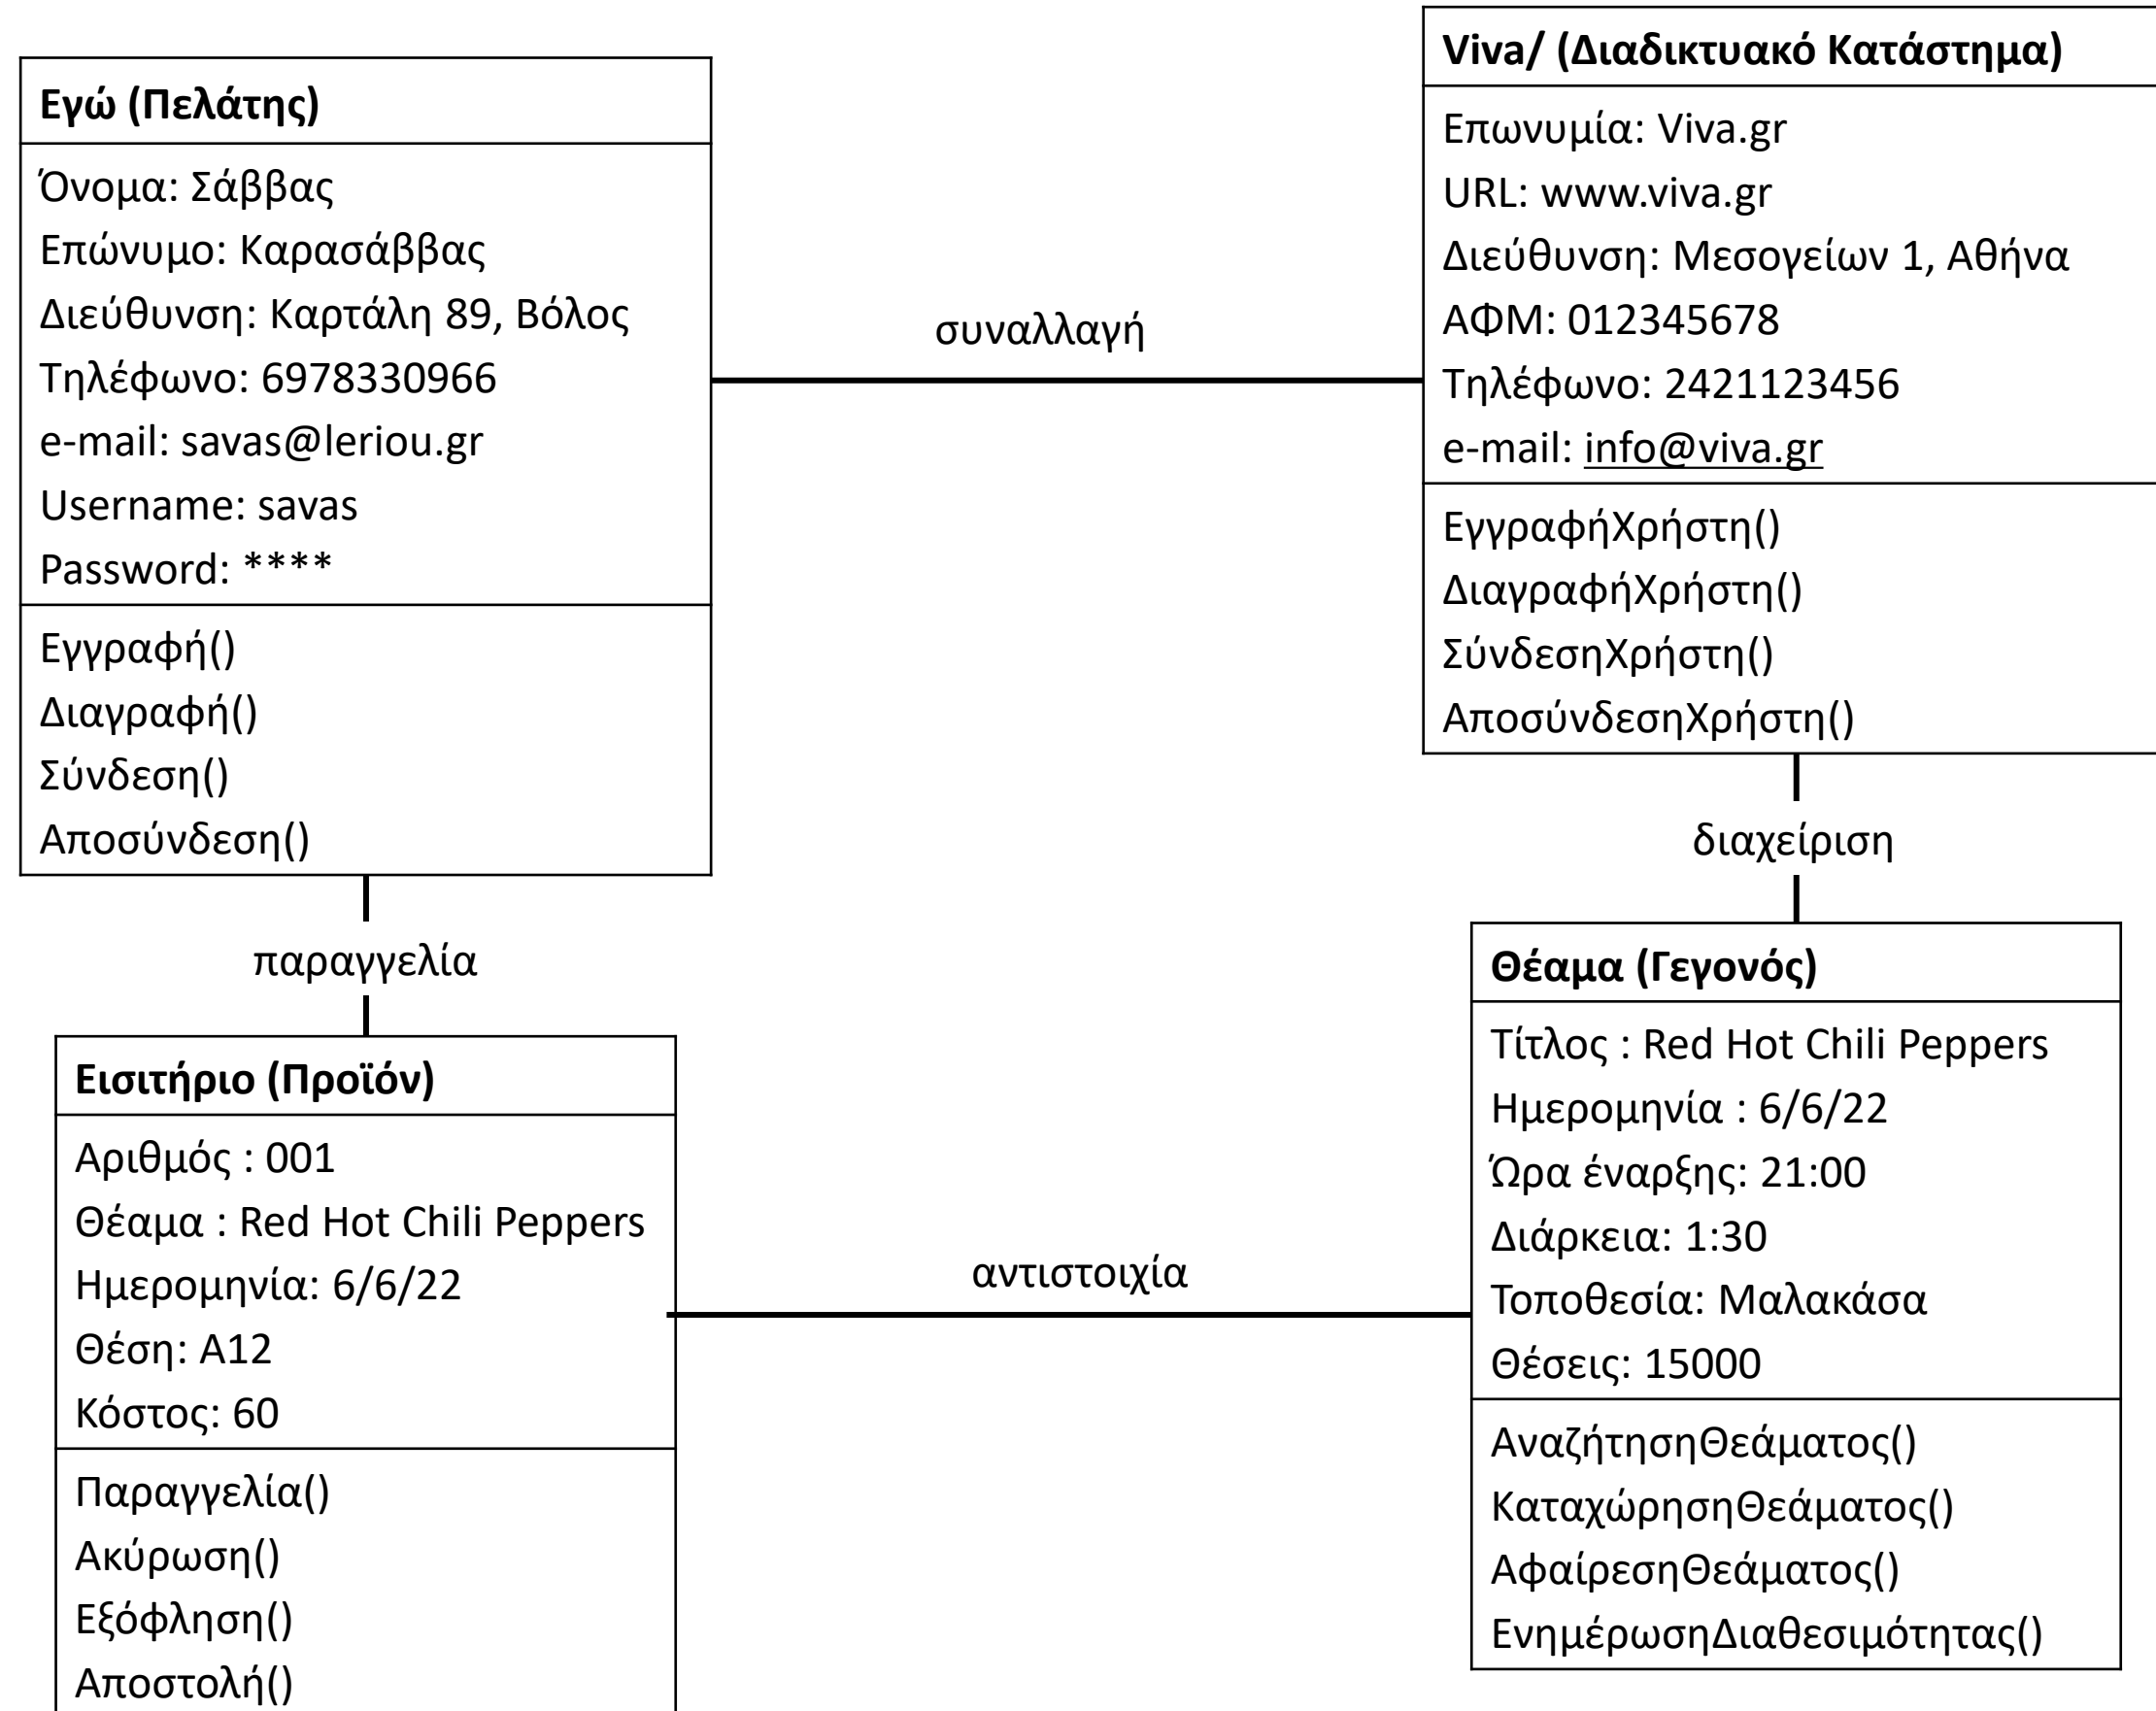 Εγώ (Πελάτης)
Όνομα: Σάββας
Επώνυμο: Καρασάββας
Διεύθυνση: Καρτάλη 89, Βόλος
Τηλέφωνο: 6978330966
e-mail: savas@leriou.gr
Username: savas
Password: ****
Εγγραφή()
Διαγραφή()
Σύνδεση()
Αποσύνδεση()
συναλλαγή
Viva/ (Διαδικτυακό Κατάστημα)
Επωνυμία: Viva.gr
URL: www.viva.gr
Διεύθυνση: Μεσογείων 1, Αθήνα
ΑΦΜ: 012345678
Τηλέφωνο: 2421123456
e-mail: info@viva.gr
ΕγγραφήΧρήστη()
ΔιαγραφήΧρήστη()
ΣύνδεσηΧρήστη()
ΑποσύνδεσηΧρήστη()
παραγγελία
διαχείριση
Εισιτήριο (Προϊόν)
Αριθμός : 001
Θέαμα : Red Hot Chili Peppers
Ημερομηνία: 6/6/22
Θέση: A12
Κόστος: 60
Παραγγελία()
Ακύρωση()
Εξόφληση()
Αποστολή()
αντιστοιχία
Θέαμα (Γεγονός)
Τίτλος : Red Hot Chili Peppers
Ημερομηνία : 6/6/22
Ώρα έναρξης: 21:00
Διάρκεια: 1:30
Τοποθεσία: Μαλακάσα
Θέσεις: 15000
ΑναζήτησηΘεάματος()
ΚαταχώρησηΘεάματος()
ΑφαίρεσηΘεάματος()
ΕνημέρωσηΔιαθεσιμότητας()